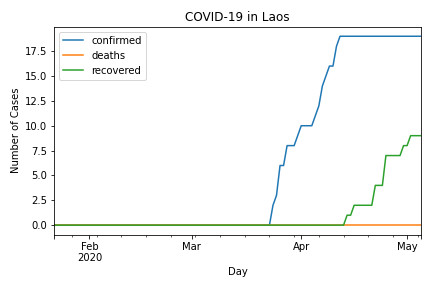 COVID-19 in Laos
confirmed
deaths
recovered
Number of Cases
17.5
15.0
12.5
10.0
7.5
5.0
2.5
0.0
Feb
2020
Mar
Apr
May
Day